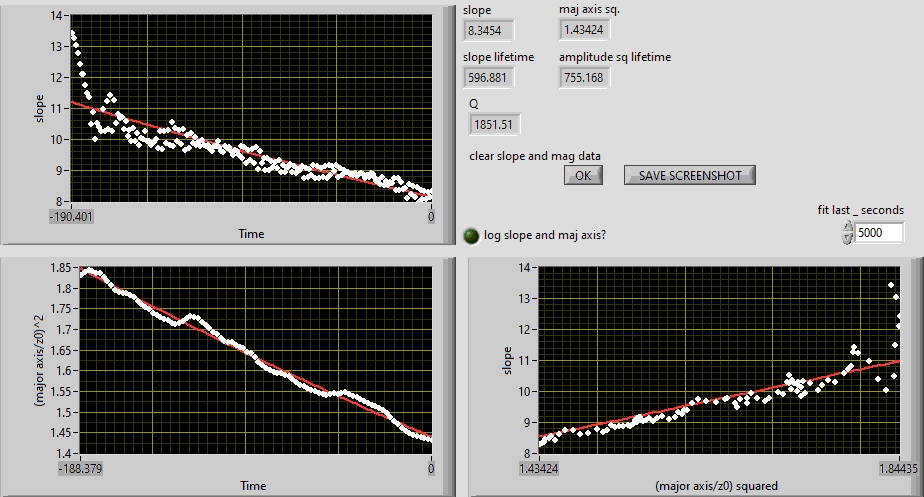 slope
maj axis sq.
8.3454
1.43424
slope lifetime
amplitude sq lifetime
596.881
755.168
Q
1851.51
clear slope and mag data
OK
SAVE SCREENSHOT
fit last _ seconds
5000
log slope and maj axis?
14
13
12
11
10
9
8
slope
-190.401
0
Time
1.85
1.8
1.75
1.7
1.65
1.6
1.55
1.5
1.45
1.4
(major axis/z0)^2
-188.379
0
Time
14
13
12
11
10
9
8
slope
1.43424
1.84435
(major axis/z0) squared